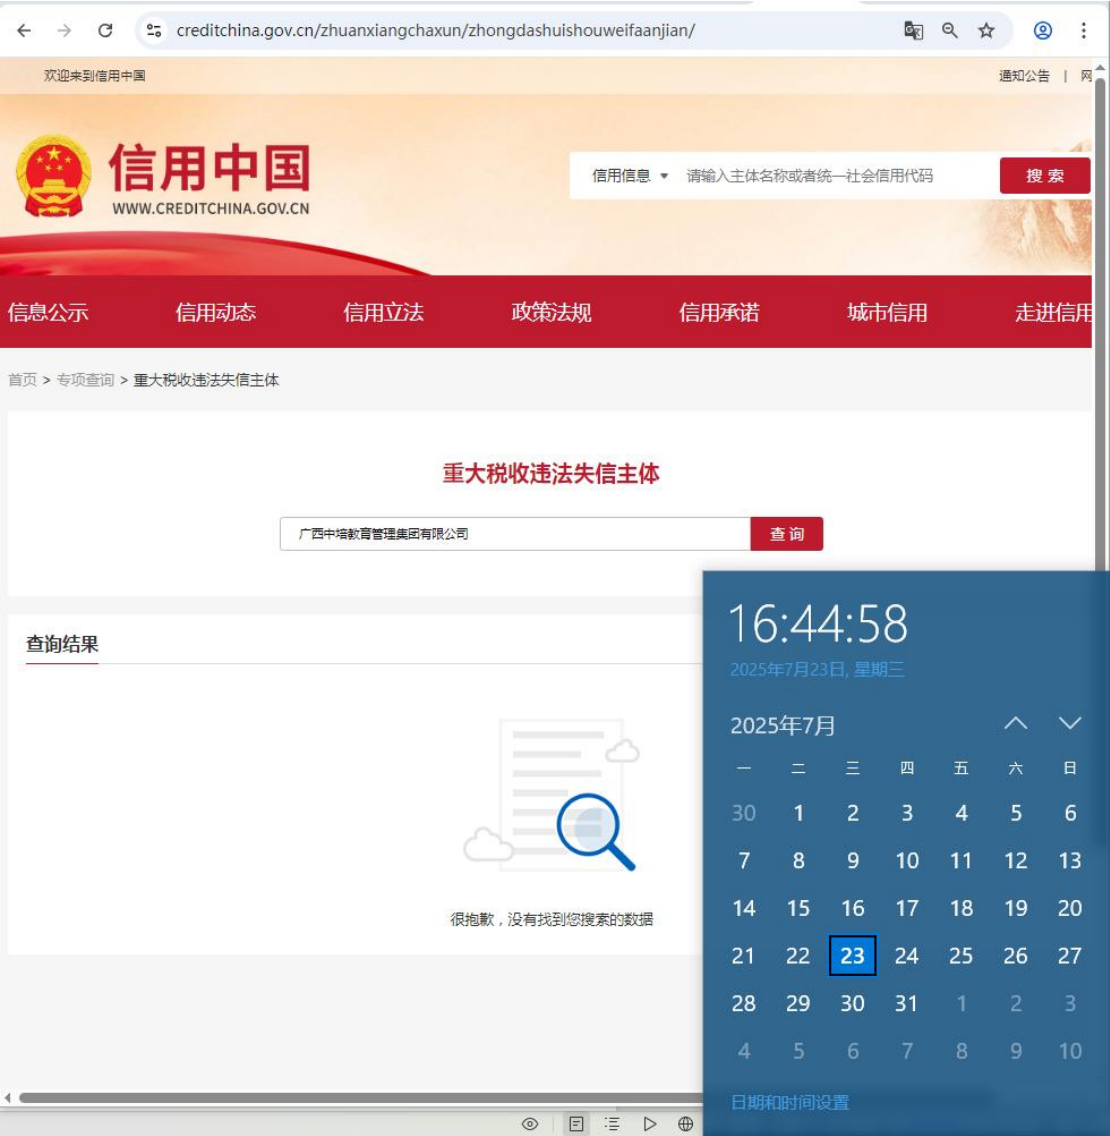 creditchina.gov.cn/zhuanxiangchaxun/zhongdashuishouweifaanjian/
欢迎来到信用中国 通知公告 | 网
信用中国
WWW.CREDITCHINA.GOV.CN
信用信息 请输入主体名称或者统一社会信用代码 搜索
信息公示 信用动态 信用立法 政策法规 信用承诺 城市信用 走进信用
首页 > 专项查询 > 重大税收违法失信主体
重大税收违法失信主体
广西中培教育管理集团有限公司 查询
查询结果
很抱歉，没有找到您搜索的数据
16:44:58
2025年7月23日, 星期三
2025年7月
一 二 三 四 五 六 日
30 1 2 3 4 5 6
7 8 9 10 11 12 13
14 15 16 17 18 19 20
21 22 23 24 25 26 27
28 29 30 31 1 2 3
4 5 6 7 8 9 10
日期和时间设置